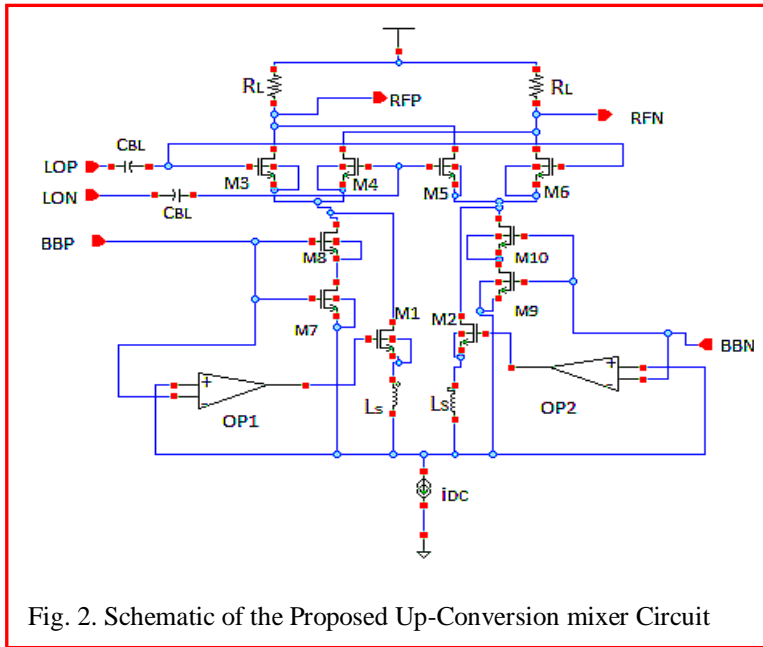 RL
RL
RFP
RFN
CBL
LOP
M3
M4
M5
M6
LON
CBL
BBP
M8
M10
M7
M1
M2
M9
BBN
+
-
OP1
Ls
Ls
+
-
OP2
iDC
Fig. 2. Schematic of the Proposed Up-Conversion mixer Circuit